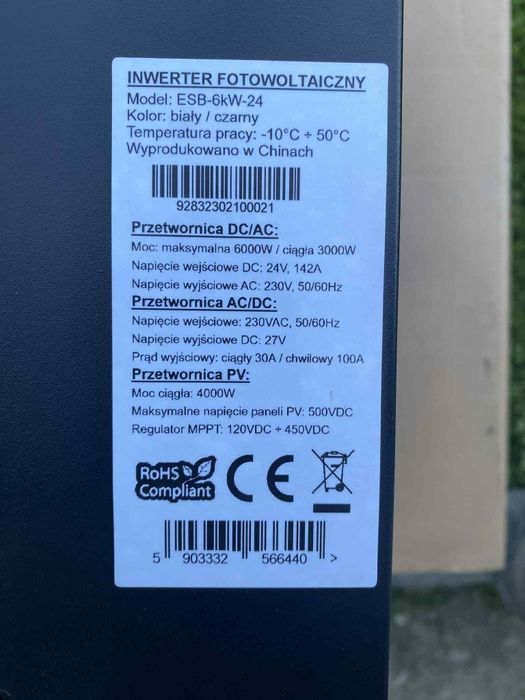 INWERTER FOTOWOLTAICZNY
Model: ESB-6kW-24
Kolor: biały / czarny
Temperatura pracy: -10°C ÷ 50°C
Wyprodukowano w Chinach
92832302100021
Przetwornica DC/AC:
Moc: maksymalna 6000W / ciągła 3000W
Napięcie wejściowe DC: 24V, 142A
Napięcie wyjściowe AC: 230V, 50/60Hz
Przetwornica AC/DC:
Napięcie wejsciowe: 230VAC, 50/60Hz
Napięcie wyjściowe DC: 27V
Prąd wyjściowy: ciągły 30A / chwilowy 100A
Przetwornica PV:
Moc ciągła: 4000W
Maksymalne napięcie paneli PV: 500VDC
Regulator MPPT: 120VDC ÷ 450VDC
RoHS
Compliant
CE
5 903332 566440 >